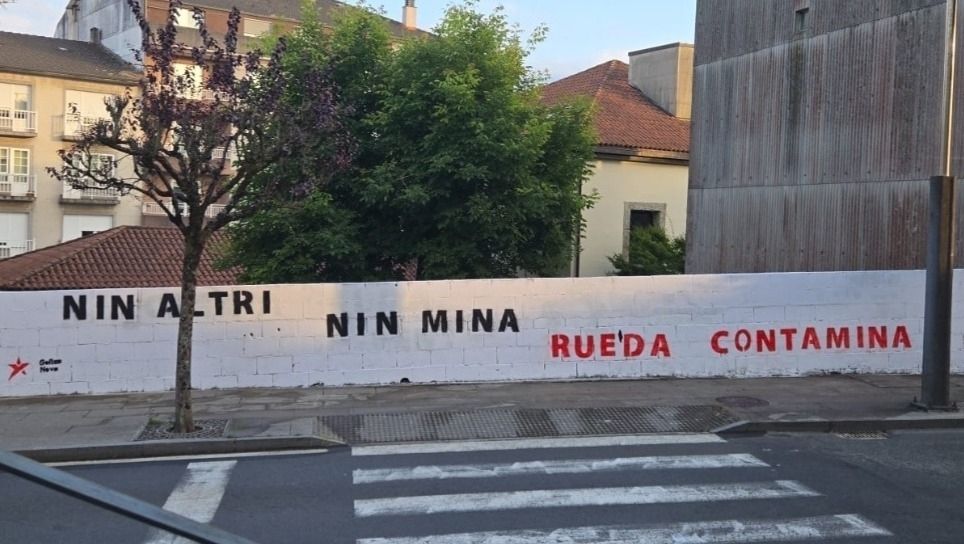 NIN ALTRI
NIN MINA
RUEDA CONTAMINA
Galiza
Nova